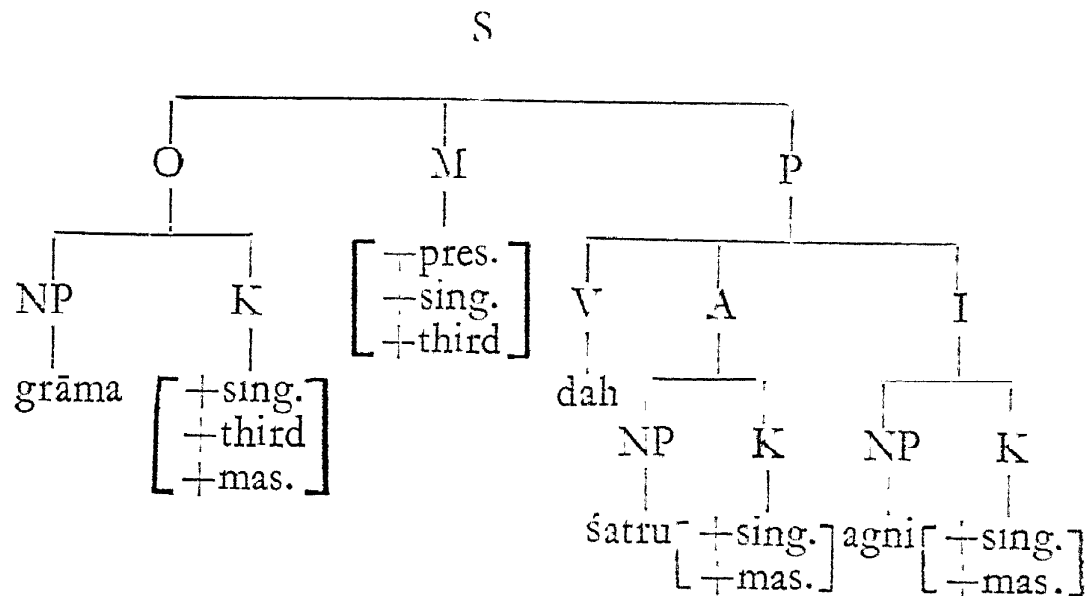 S
O M P
NP K
[+pres.
+sing.
+third]
V A I
grāma
[+sing.
+third
+mas.]
dah
NP K NP K
śatru [+sing.
+mas.]
agni [+sing.
+mas.]